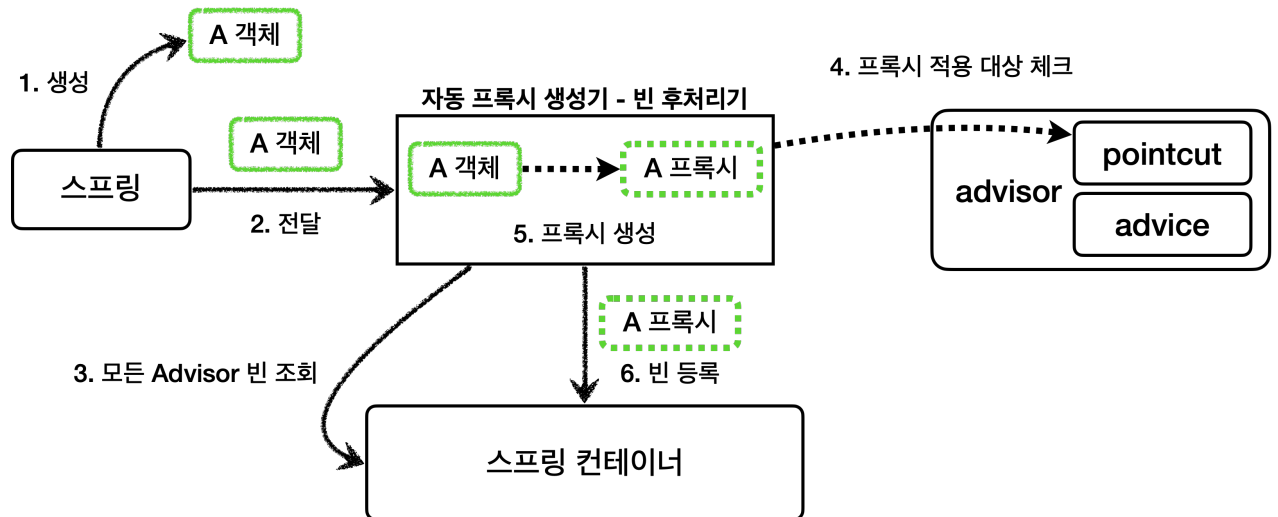 A 객체
1. 생성
스프링
A 객체
2. 전달
자동 프록시 생성기 - 빈 후처리기
A 객체
A 프록시
5. 프록시 생성
4. 프록시 적용 대상 체크
advisor
pointcut
advice
3. 모든 Advisor 빈 조회
A 프록시
6. 빈 등록
스프링 컨테이너